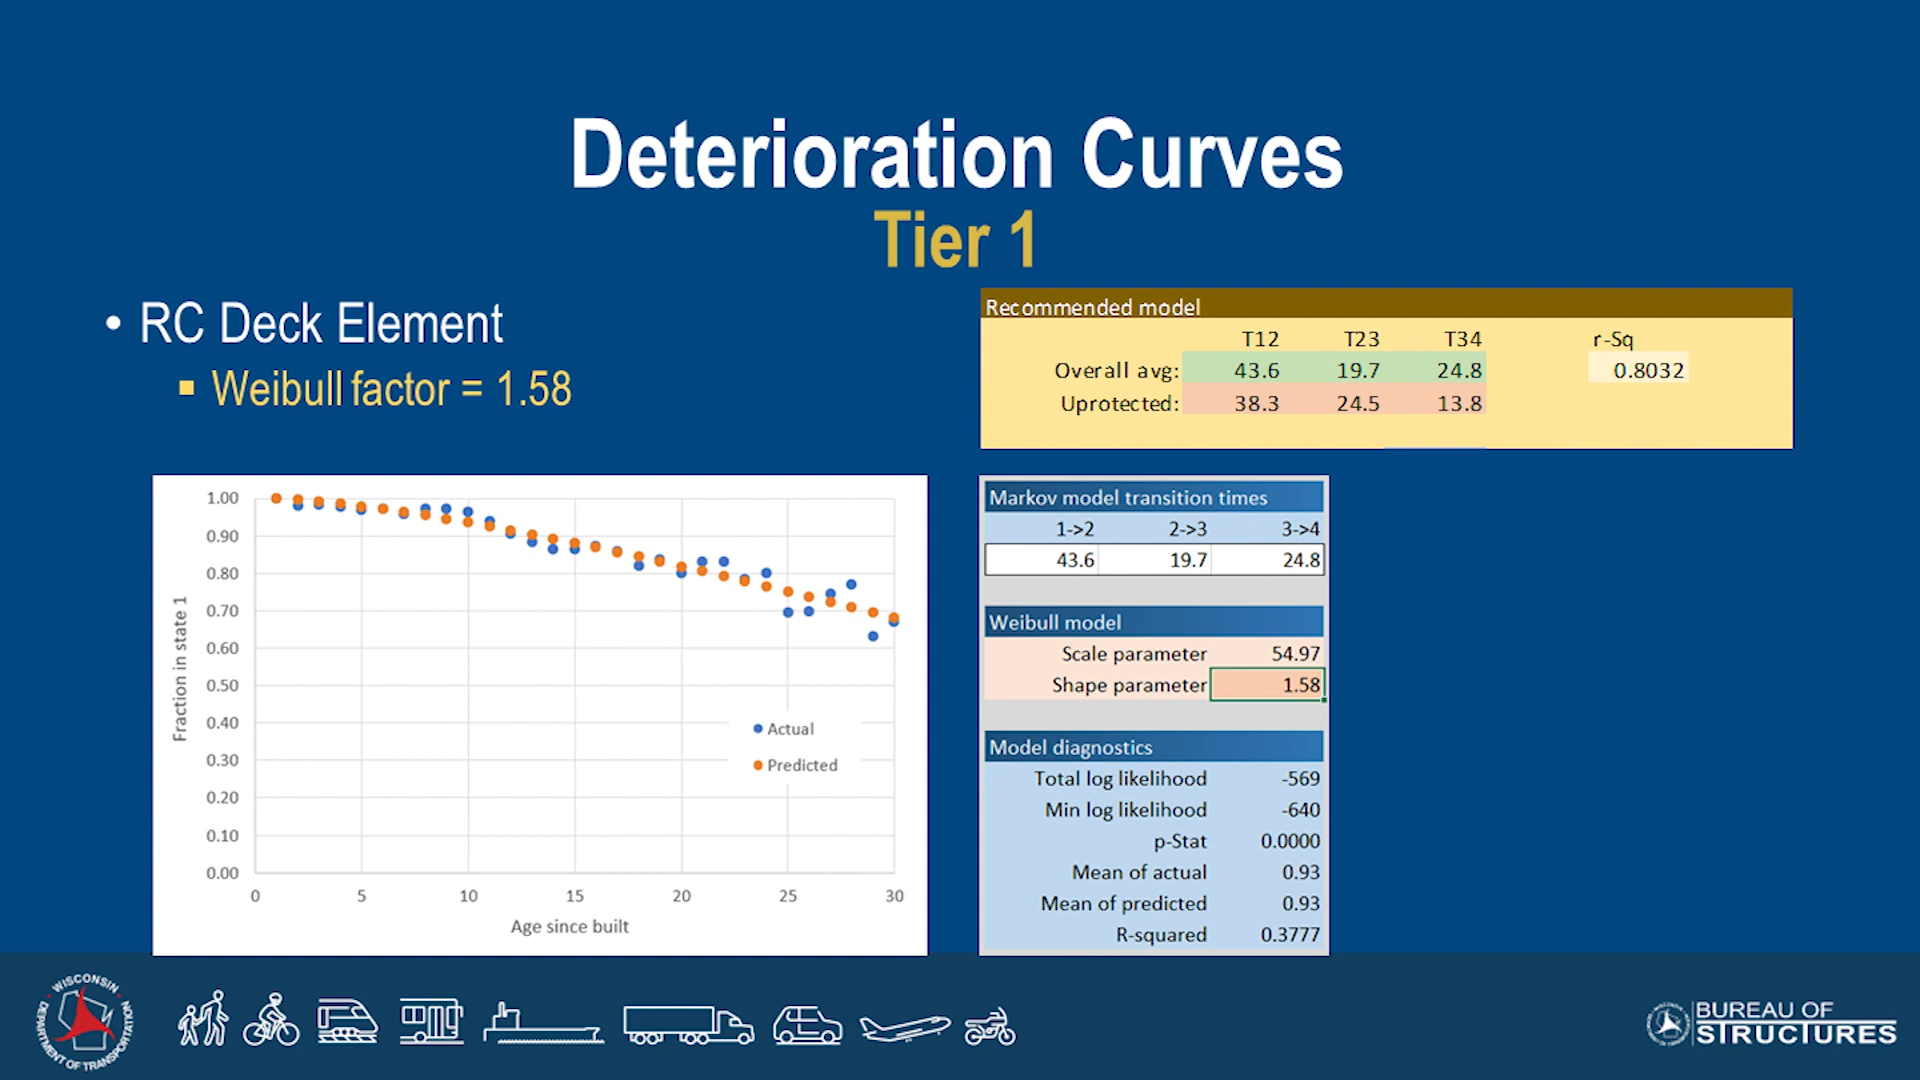 Deterioration Curves
Tier 1
• RC Deck Element
▪ Weibull factor = 1.58
Recommended model
T12 T23 T34 r-Sq
Overall avg: 43.6 19.7 24.8 0.8032
Uprotected: 38.3 24.5 13.8
1.00
0.90
0.80
0.70
0.60
0.50
0.40
0.30
0.20
0.10
0.00
Fraction in state 1
Actual
Predicted
0 5 10 15 20 25 30
Age since built
Markov model transition times
1->2 2->3 3->4
43.6 19.7 24.8
Weibull model
Scale parameter 54.97
Shape parameter 1.58
Model diagnostics
Total log likelihood -569
Min log likelihood -640
p-Stat 0.0000
Mean of actual 0.93
Mean of predicted 0.93
R-squared 0.3777
WISCONSIN
DEPARTMENT OF TRANSPORTATION
BUREAU OF
STRUCTURES